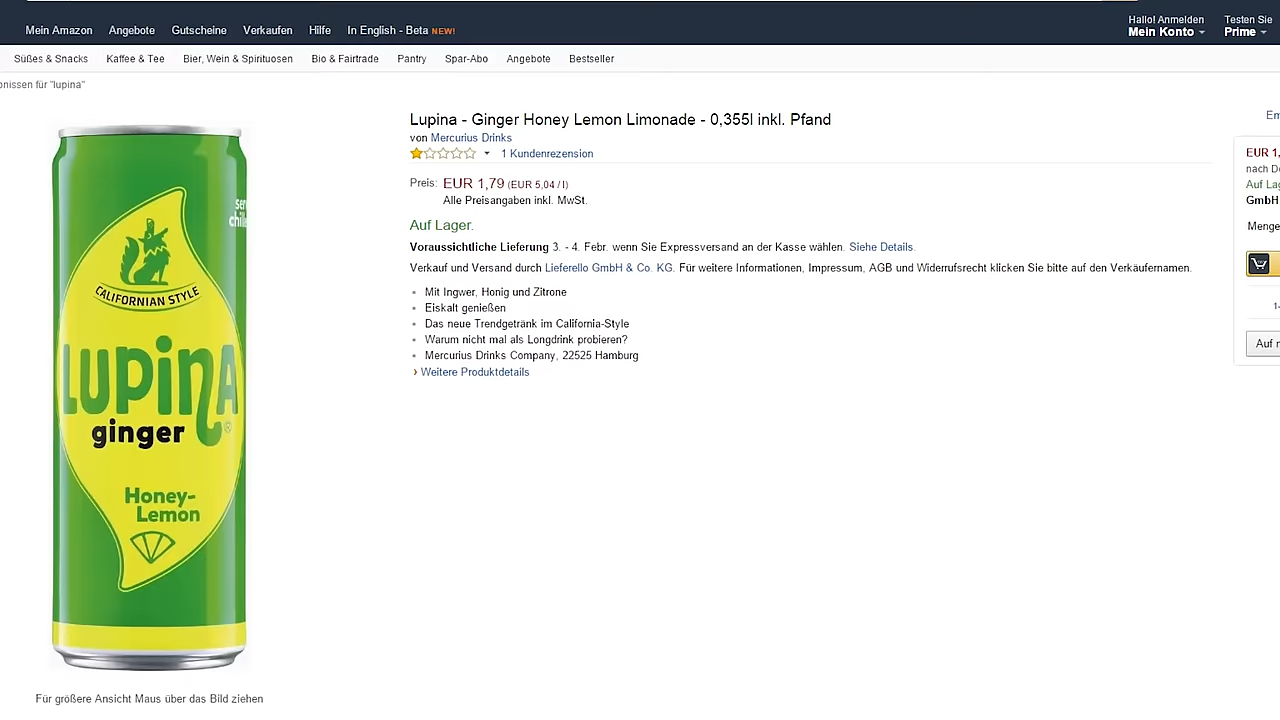 Mein Amazon Angebote Gutscheine Verkaufen Hilfe In English - Beta NEW!
Hallo! Anmelden
Mein Konto
Testen Sie
Prime
Süßes & Snacks Kaffee & Tee Bier, Wein & Spirituosen Bio & Fairtrade Pantry Spar-Abo Angebote Bestseller
bnissen für "lupina"
Lupina - Ginger Honey Lemon Limonade - 0,355l inkl. Pfand
von Mercurius Drinks
1 Kundenrezension
Preis: EUR 1,79 (EUR 5,04 / l)
Alle Preisangaben inkl. MwSt.
Auf Lager.
Voraussichtliche Lieferung 3. - 4. Febr. wenn Sie Expressversand an der Kasse wählen. Siehe Details.
Verkauf und Versand durch Lieferello GmbH & Co. KG. Für weitere Informationen, Impressum, AGB und Widerrufsrecht klicken Sie bitte auf den Verkäufernamen.
Mit Ingwer, Honig und Zitrone
Eiskalt genießen
Das neue Trendgetränk im California-Style
Warum nicht mal als Longdrink probieren?
Mercurius Drinks Company, 22525 Hamburg
› Weitere Produktdetails
CALIFORNIAN STYLE
LUPINA
ginger
Honey-
Lemon
Für größere Ansicht Maus über das Bild ziehen
EUR 1,
nach
GmbH
Menge
Auf